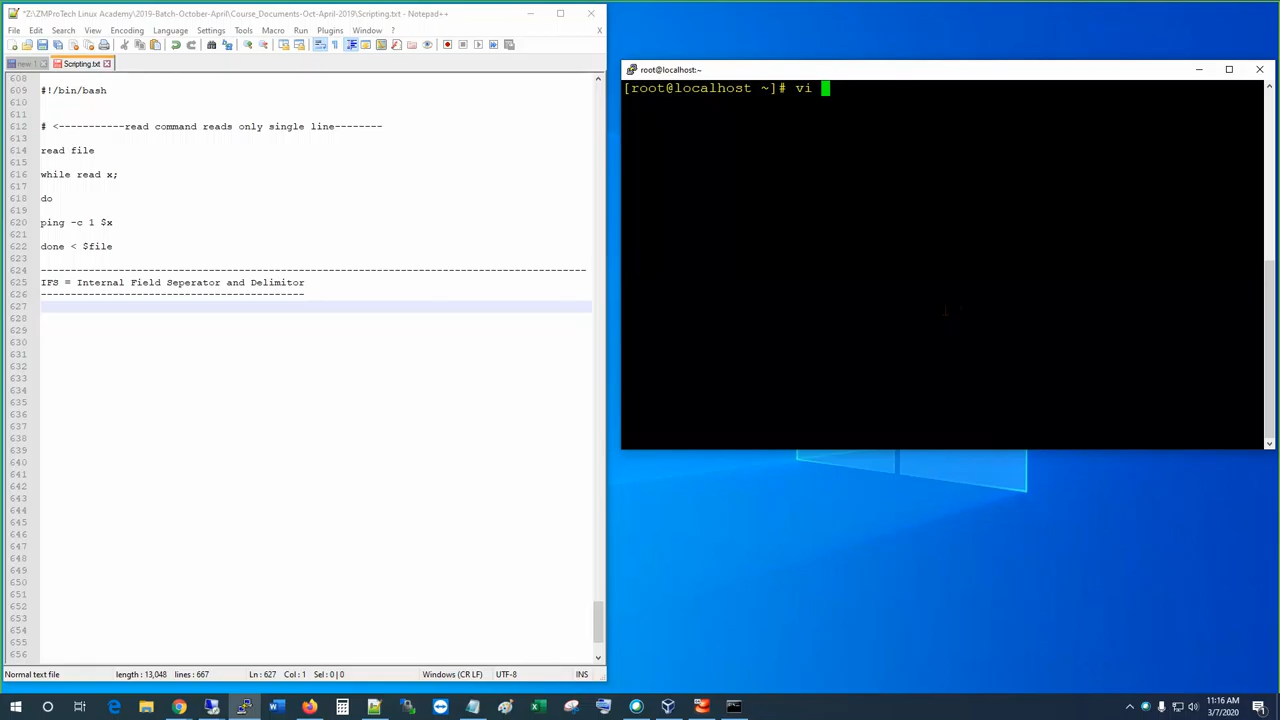 *Z:\ZMProTech Linux Academy\2019-Batch-October-April\Course_Documents-Oct-April-2019\Scripting.txt - Notepad++
File Edit Search View Encoding Language Settings Tools Macro Run Plugins Window ?
X
new 1
Scripting.txt
608
609 #!/bin/bash
610
611
612 # <-----------read command reads only single line--------
613
614 read file
615
616 while read x;
617
618 do
619
620 ping -c 1 $x
621
622 done < $file
623
624 -------------------------------------------------------------------------------------------
625 IFS = Internal Field Seperator and Delimitor
626 --------------------------------------------
627
628
629
630
631
632
633
634
635
636
637
638
639
640
641
642
643
644
645
646
647
648
649
650
651
652
653
654
655
656
Normal text file length : 13,048 lines : 667 Ln : 627 Col : 1 Sel : 0 | 0 Windows (CR LF) UTF-8 INS
root@localhost:~
[root@localhost ~]# vi
11:16 AM
3/7/2020